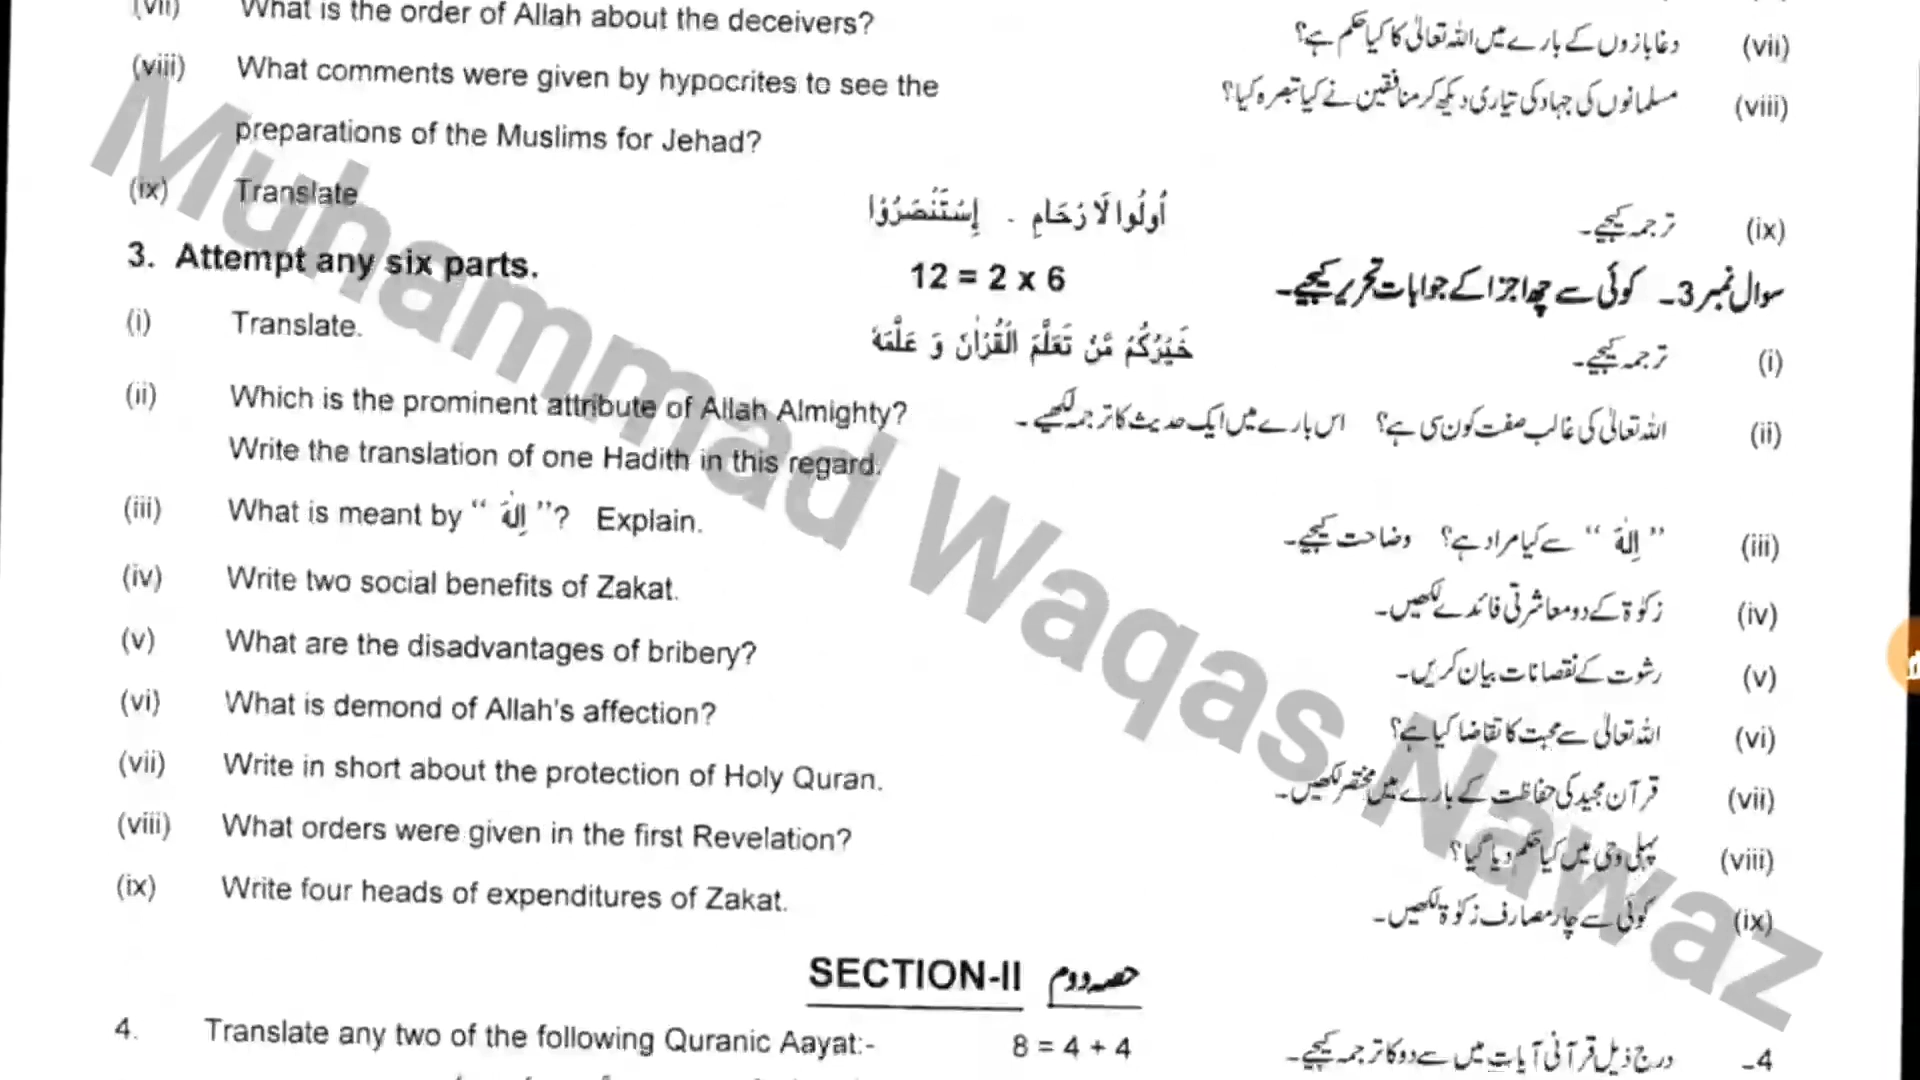 (vii) What is the order of Allah about the deceivers? دغابازوں کے بارے میں اللہ تعالیٰ کا کیا حکم ہے؟ (vii)
(viii) What comments were given by hypocrites to see the مسلمانوں کی جہاد کی تیاری دیکھ کر منافقین نے کیا تبصرہ کیا؟ (viii)
preparations of the Muslims for Jehad?
(ix) Translate اُولُوا لَارْحَامِ ۔ اِسْتَنْصَرُوْا ترجمہ کیجیے۔ (ix)
3. Attempt any six parts. 12 = 2 x 6 سوال نمبر 3۔ کوئی سے چھ اجزا کے جوابات تحریر کیجیے۔
(i) Translate. خَيْرُكُمْ مَّنْ تَعَلَّمَ الْقُرْاٰنَ وَ عَلَّمَهٗ ترجمہ کیجیے۔ (i)
(ii) Which is the prominent attribute of Allah Almighty? اللہ تعالیٰ کی غالب صفت کون سی ہے؟ اس بارے میں ایک حدیث کا ترجمہ لکھیے۔ (ii)
Write the translation of one Hadith in this regard.
(iii) What is meant by “ اِلٰهَ ”? Explain. ” اِلٰهَ “ سے کیا مراد ہے؟ وضاحت کیجیے۔ (iii)
(iv) Write two social benefits of Zakat. زکوٰۃ کے دو معاشرتی فائدے لکھیں۔ (iv)
(v) What are the disadvantages of bribery? رشوت کے نقصانات بیان کریں۔ (v)
(vi) What is demond of Allah's affection? اللہ تعالیٰ سے محبت کا تقاضا کیا ہے؟ (vi)
(vii) Write in short about the protection of Holy Quran. قرآن مجید کی حفاظت کے بارے میں مختصر لکھیں۔ (vii)
(viii) What orders were given in the first Revelation? پہلی وحی میں کیا حکم دیا گیا؟ (viii)
(ix) Write four heads of expenditures of Zakat. کوئی سے چار مصارف زکوٰۃ لکھیں۔ (ix)
SECTION-II حصہ دوم
4. Translate any two of the following Quranic Aayat:- 8 = 4 + 4 درج ذیل قرآنی آیات میں سے دو کا ترجمہ کیجیے۔ 4۔
Muhammad Waqas Nawaz